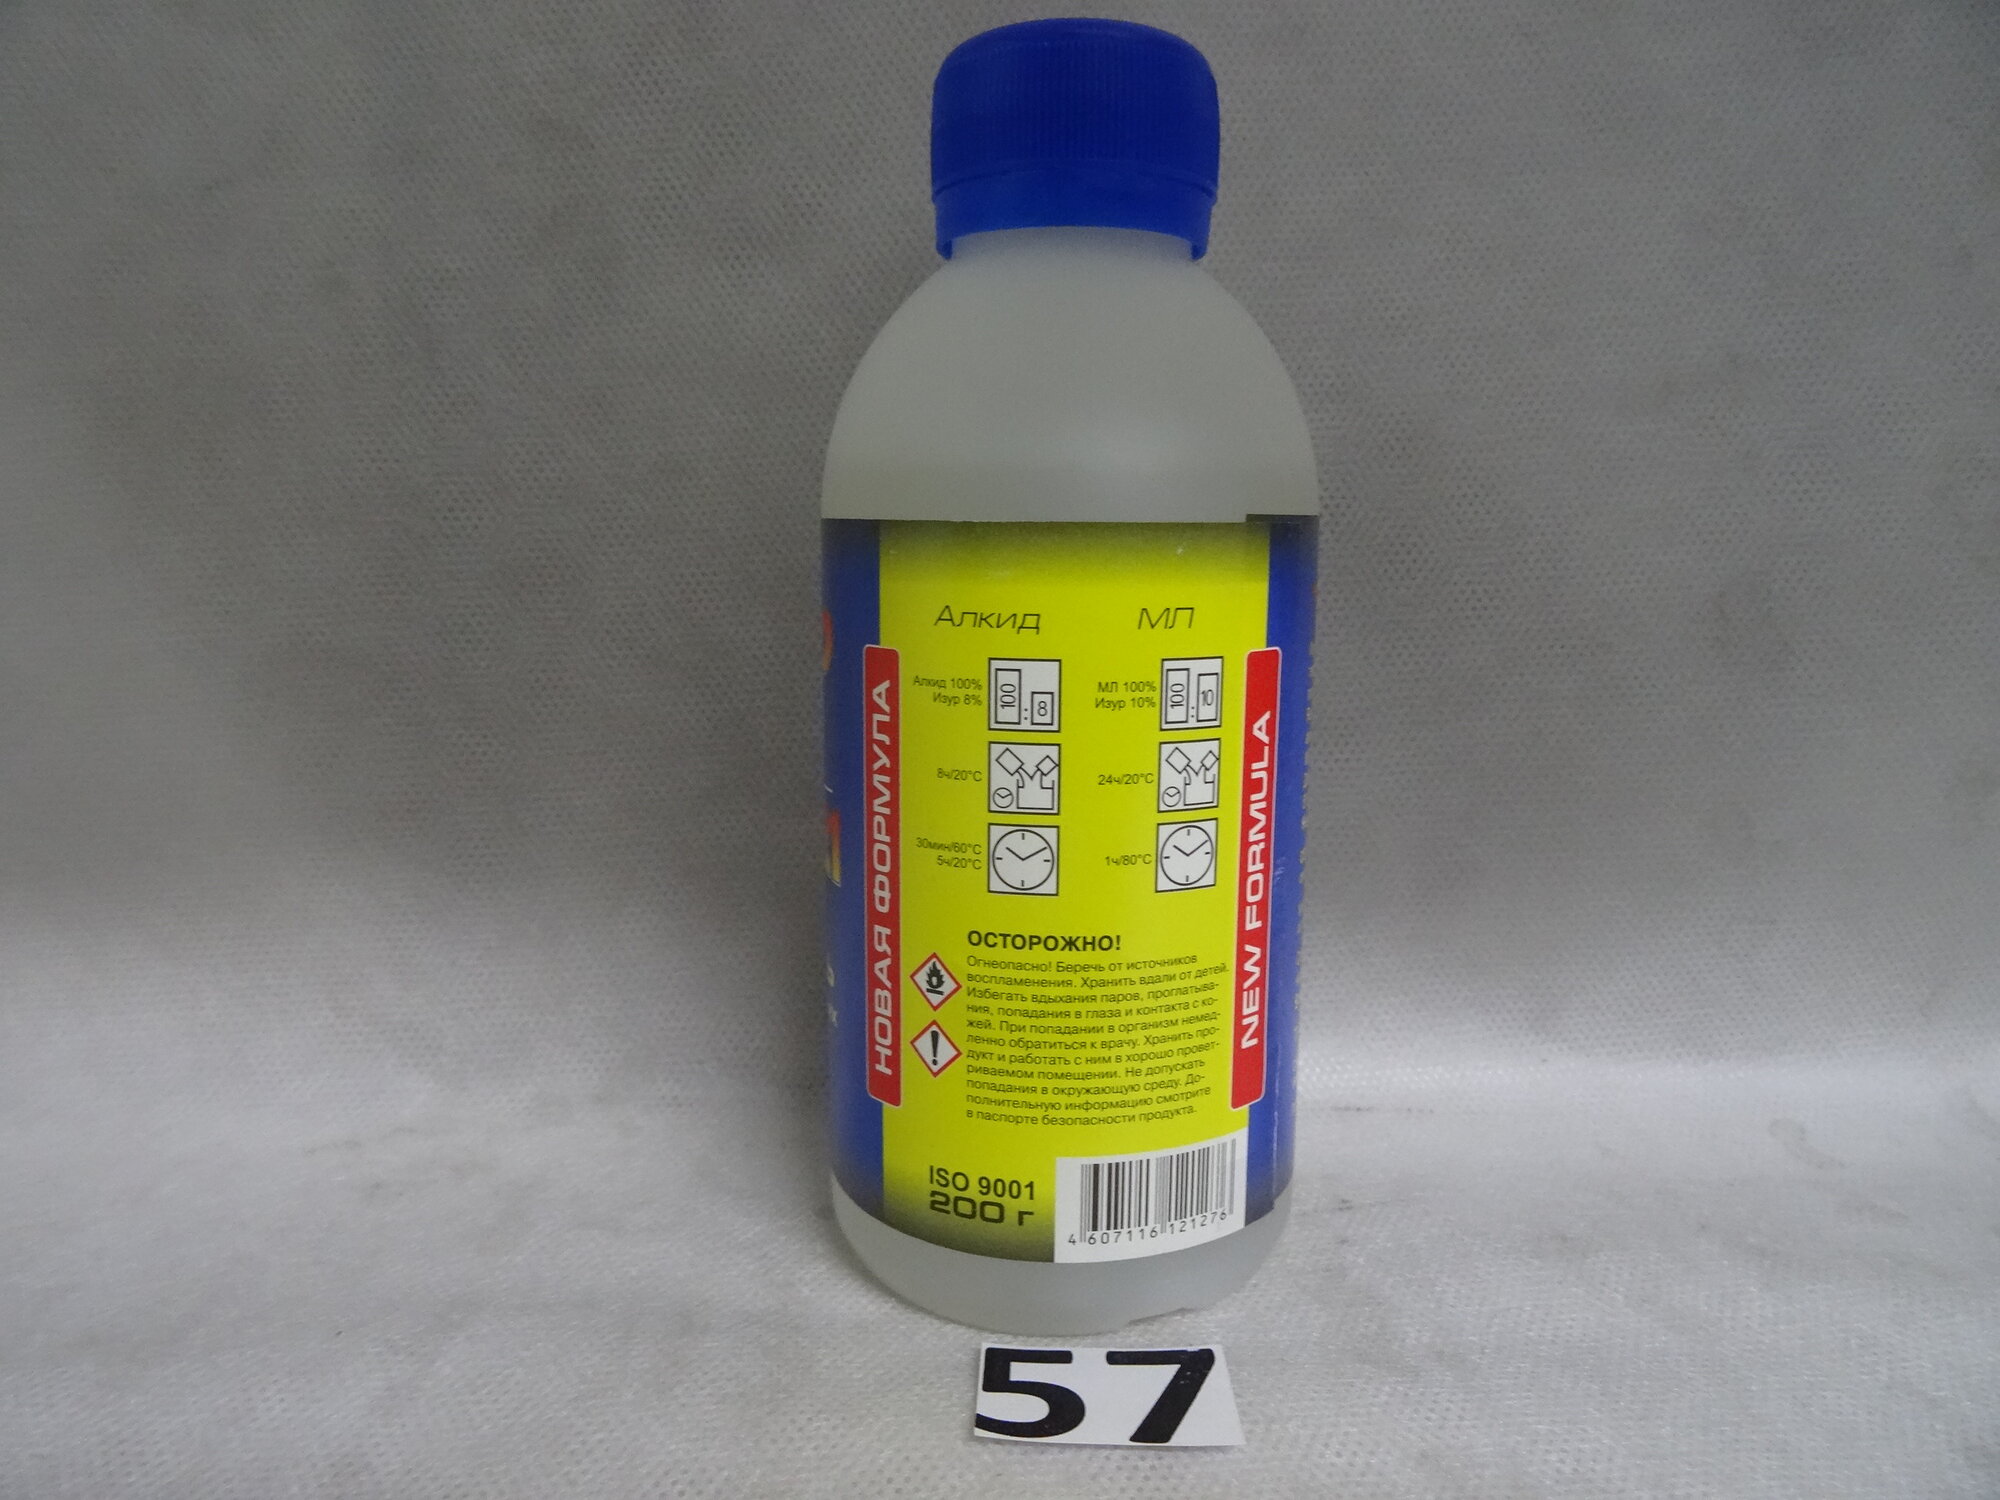 Алкид
МЛ
Алкид 100%
Изур 8%
100
:
8
МЛ 100%
Изур 10%
100
:
10
8ч/20°C
24ч/20°C
30мин/60°C
5ч/20°C
1ч/80°C
НОВАЯ ФОРМУЛА
NEW FORMULA
ОСТОРОЖНО!
Огнеопасно! Беречь от источников
воспламенения. Хранить вдали от детей.
Избегать вдыхания паров, проглатыва-
ния, попадания в глаза и контакта с ко-
жей. При попадании в организм немед-
ленно обратиться к врачу. Хранить про-
дукт и работать с ним в хорошо провет-
риваемом помещении. Не допускать
попадания в окружающую среду. До-
полнительную информацию смотрите
в паспорте безопасности продукта.
ISO 9001
200 г
4 607116 121276
57